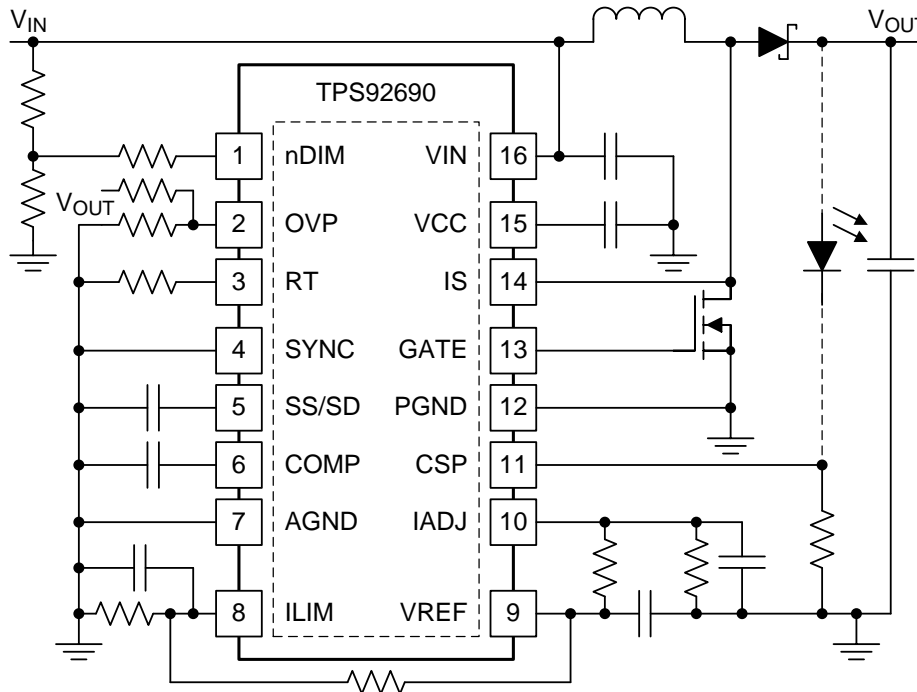 VIN
VOUT
TPS92690
1 nDIM VIN 16
VOUT
2 OVP VCC 15
3 RT IS 14
4 SYNC GATE 13
5 SS/SD PGND 12
6 COMP CSP 11
7 AGND IADJ 10
8 ILIM VREF 9